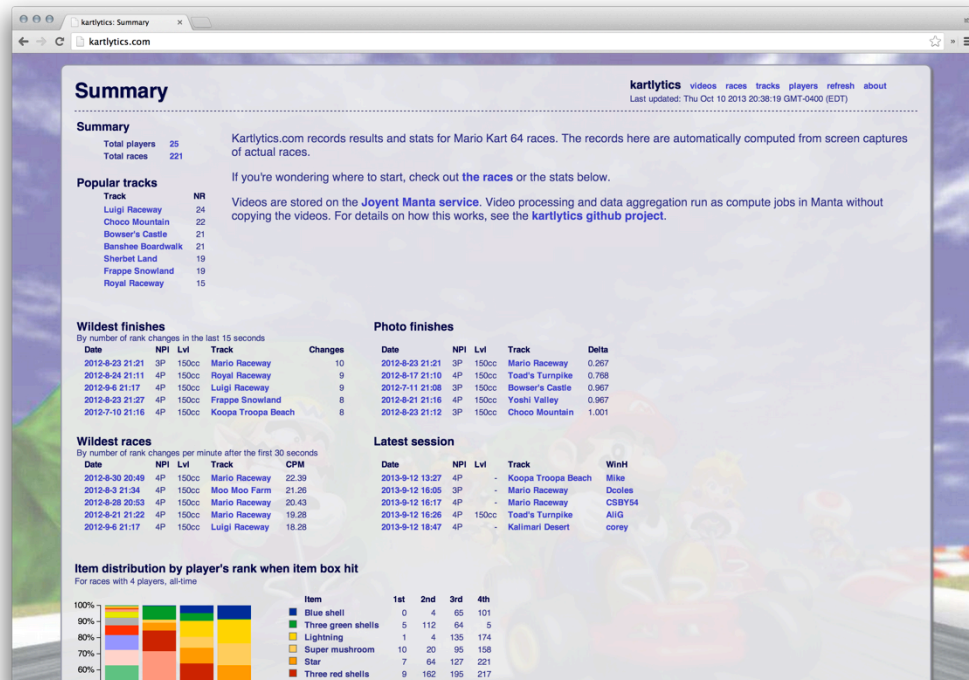 kartlytics: Summary
kartlytics.com
Summary
kartlytics videos races tracks players refresh about
Last updated: Thu Oct 10 2013 20:38:19 GMT-0400 (EDT)
Summary
Total players 25
Total races 221
Popular tracks
Track NR
Luigi Raceway 24
Choco Mountain 22
Bowser's Castle 21
Banshee Boardwalk 21
Sherbet Land 19
Frappe Snowland 19
Royal Raceway 15
Kartlytics.com records results and stats for Mario Kart 64 races. The records here are automatically computed from screen captures
of actual races.
If you're wondering where to start, check out the races or the stats below.
Videos are stored on the Joyent Manta service. Video processing and data aggregation run as compute jobs in Manta without
copying the videos. For details on how this works, see the kartlytics github project.
Wildest finishes
By number of rank changes in the last 15 seconds
Date NPl Lvl Track Changes
2012-8-23 21:21 3P 150cc Mario Raceway 10
2012-8-24 21:11 4P 150cc Royal Raceway 9
2012-9-6 21:17 4P 150cc Luigi Raceway 9
2012-8-23 21:27 4P 150cc Frappe Snowland 8
2012-7-10 21:16 4P 150cc Koopa Troopa Beach 8
Photo finishes
Date NPl Lvl Track Delta
2012-8-23 21:21 3P 150cc Mario Raceway 0.267
2012-8-17 21:10 4P 150cc Toad's Turnpike 0.768
2012-7-11 21:08 3P 150cc Bowser's Castle 0.967
2012-8-21 21:16 4P 150cc Yoshi Valley 0.967
2012-8-23 21:12 3P 150cc Choco Mountain 1.001
Wildest races
By number of rank changes per minute after the first 30 seconds
Date NPl Lvl Track CPM
2012-8-30 20:49 4P 150cc Mario Raceway 22.39
2012-8-3 21:34 4P 150cc Moo Moo Farm 21.26
2012-8-28 20:53 4P 150cc Mario Raceway 20.43
2012-8-21 21:22 4P 150cc Mario Raceway 19.28
2012-9-6 21:17 4P 150cc Luigi Raceway 18.28
Latest session
Date NPl Lvl Track WinH
2013-9-12 13:27 4P - Koopa Troopa Beach Mike
2013-9-12 16:05 3P - Mario Raceway Dcoles
2013-9-12 16:17 4P - Mario Raceway CSBY54
2013-9-12 16:26 4P 150cc Toad's Turnpike AliG
2013-9-12 18:47 4P - Kalimari Desert corey
Item distribution by player's rank when item box hit
For races with 4 players, all-time
100%
90%
80%
70%
60%
Item 1st 2nd 3rd 4th
Blue shell 0 4 65 101
Three green shells 5 112 64 5
Lightning 1 4 135 174
Super mushroom 10 20 95 158
Star 7 64 127 221
Three red shells 9 162 195 217